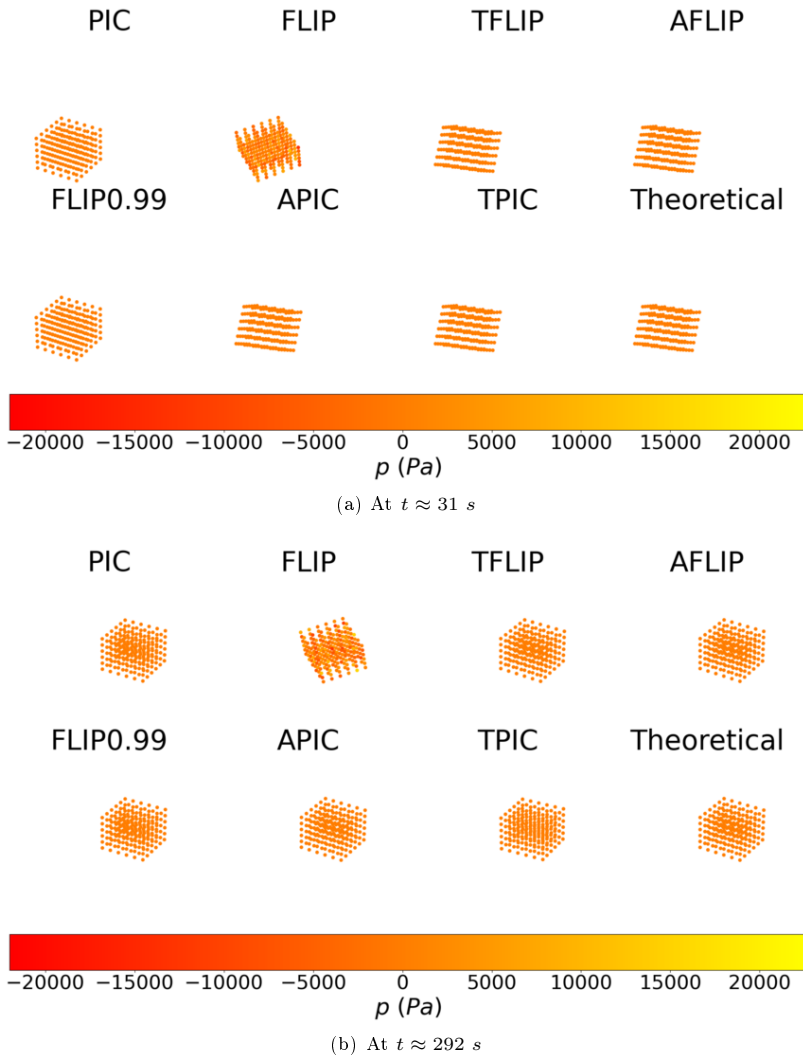 PIC FLIP TFLIP AFLIP
FLIP0.99 APIC TPIC Theoretical
−20000 −15000 −10000 −5000 0 5000 10000 15000 20000
p (Pa)
(a) At t ≈ 31 s
PIC FLIP TFLIP AFLIP
FLIP0.99 APIC TPIC Theoretical
−20000 −15000 −10000 −5000 0 5000 10000 15000 20000
p (Pa)
(b) At t ≈ 292 s